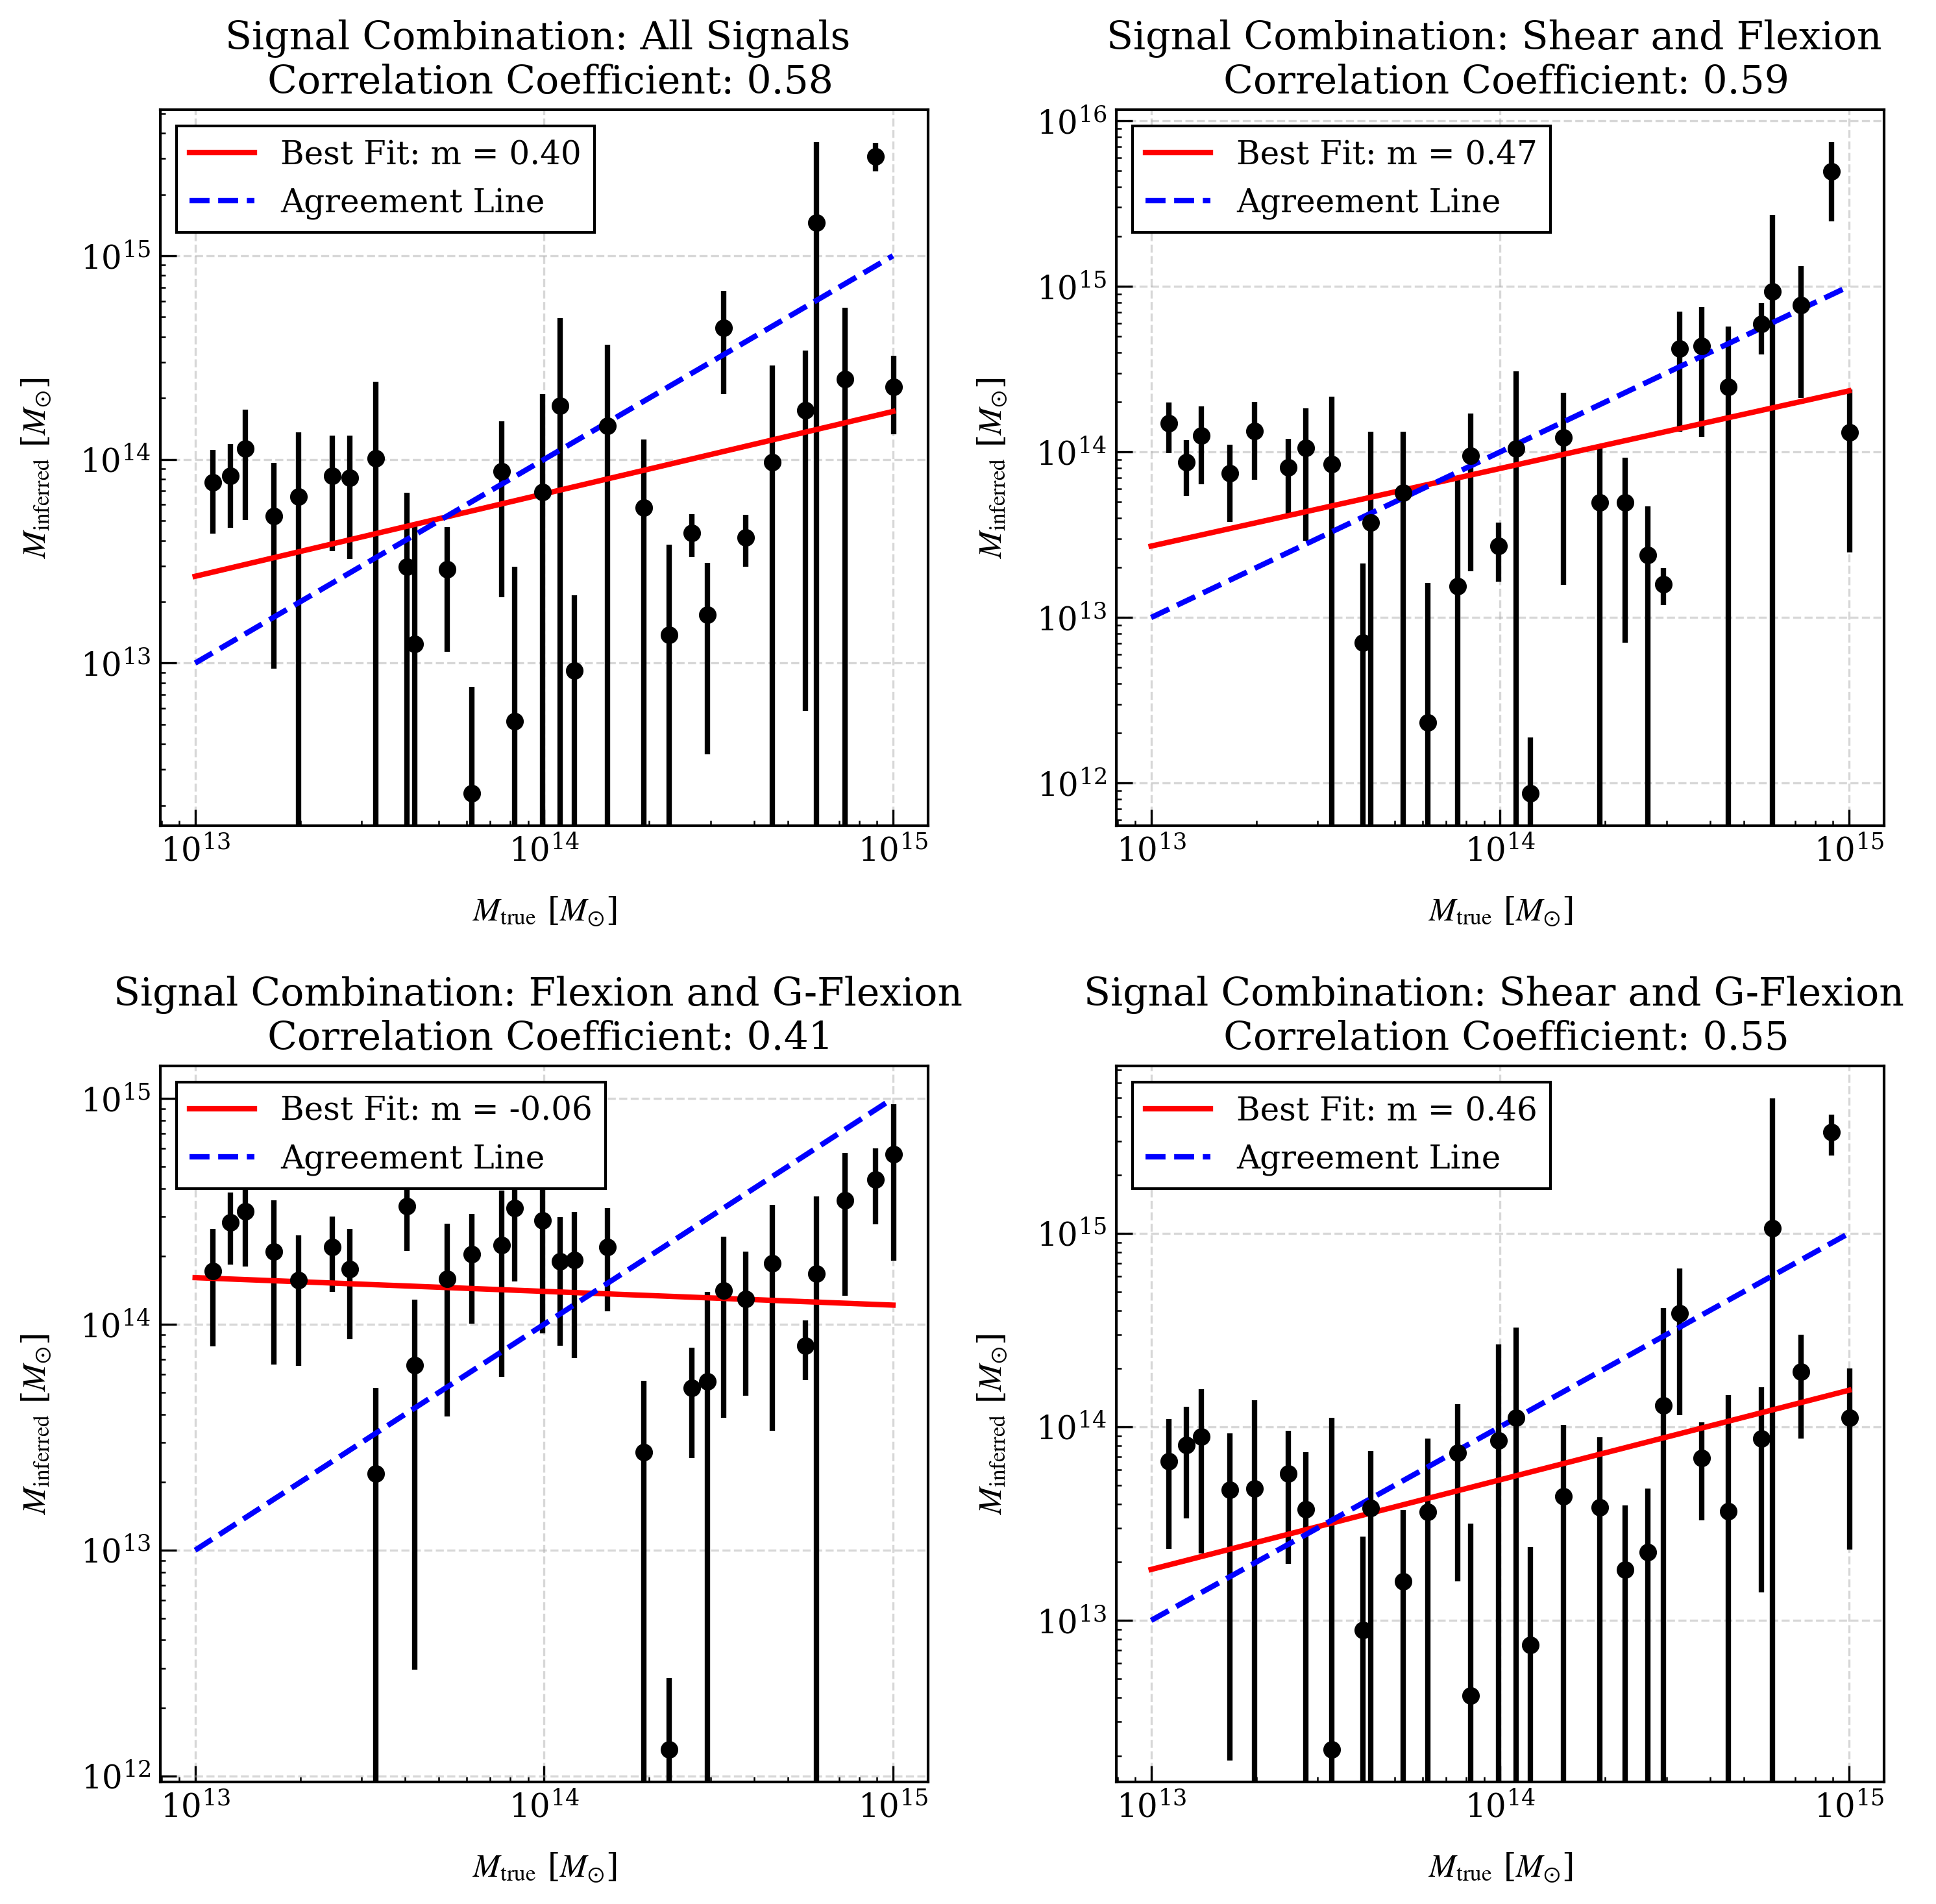 Signal Combination: All Signals
Correlation Coefficient: 0.58
Best Fit: m = 0.40
Agreement Line
10^15
10^14
10^13
M_inferred [M_⊙]
10^13 10^14 10^15
M_true [M_⊙]
Signal Combination: Shear and Flexion
Correlation Coefficient: 0.59
Best Fit: m = 0.47
Agreement Line
10^16
10^15
10^14
10^13
10^12
M_inferred [M_⊙]
10^13 10^14 10^15
M_true [M_⊙]
Signal Combination: Flexion and G-Flexion
Correlation Coefficient: 0.41
Best Fit: m = -0.06
Agreement Line
10^15
10^14
10^13
10^12
M_inferred [M_⊙]
10^13 10^14 10^15
M_true [M_⊙]
Signal Combination: Shear and G-Flexion
Correlation Coefficient: 0.55
Best Fit: m = 0.46
Agreement Line
10^15
10^14
10^13
M_inferred [M_⊙]
10^13 10^14 10^15
M_true [M_⊙]